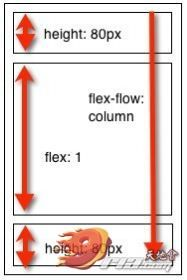 height: 80px
flex-flow:
column
flex: 1
height: 80px